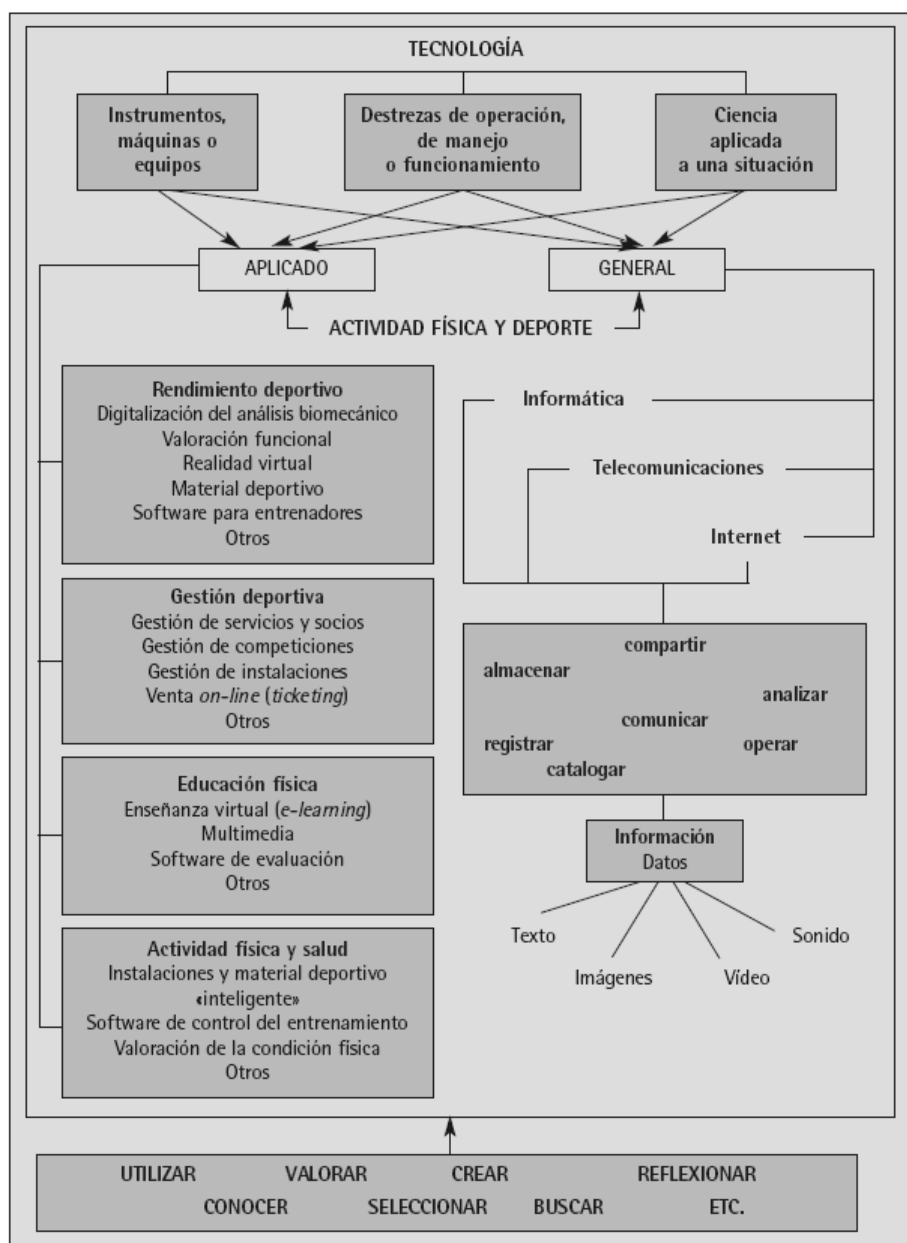 TECNOLOGÍA
Instrumentos,
máquinas o
equipos
Destrezas de operación,
de manejo
o funcionamiento
Ciencia
aplicada
a una situación
APLICADO
GENERAL
ACTIVIDAD FÍSICA Y DEPORTE
Rendimiento deportivo
Digitalización del análisis biomecánico
Valoración funcional
Realidad virtual
Material deportivo
Software para entrenadores
Otros
Gestión deportiva
Gestión de servicios y socios
Gestión de competiciones
Gestión de instalaciones
Venta on-line (ticketing)
Otros
Educación física
Enseñanza virtual (e-learning)
Multimedia
Software de evaluación
Otros
Actividad física y salud
Instalaciones y material deportivo
«inteligente»
Software de control del entrenamiento
Valoración de la condición física
Otros
Informática
Telecomunicaciones
Internet
compartir
almacenar
analizar
comunicar
registrar operar
catalogar
Información
Datos
Texto
Imágenes
Vídeo
Sonido
UTILIZAR VALORAR CREAR REFLEXIONAR
CONOCER SELECCIONAR BUSCAR ETC.